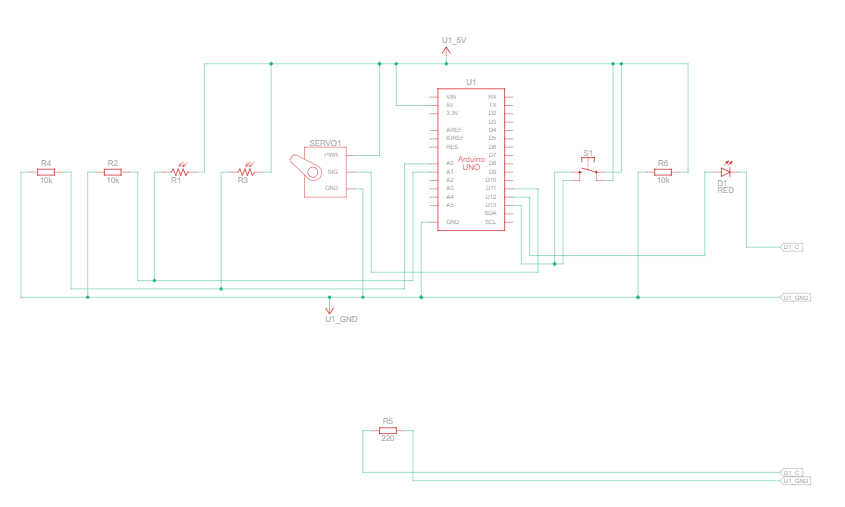 U1_5V
U1
VIN
5V
3.3V
AREF
IOREF
RES
A0
A1
A2
A3
A4
A5
GND
Arduino
UNO
RX
TX
D2
D3
D4
D5
D6
D7
D8
D9
D10
D11
D12
D13
SDA
SCL
SERVO1
PWR
SIG
GND
R4
10k
R2
10k
R1
R3
S1
R6
10k
D1
RED
D1_C
U1_GND
U1_GND
R5
220
D1_C
U1_GND